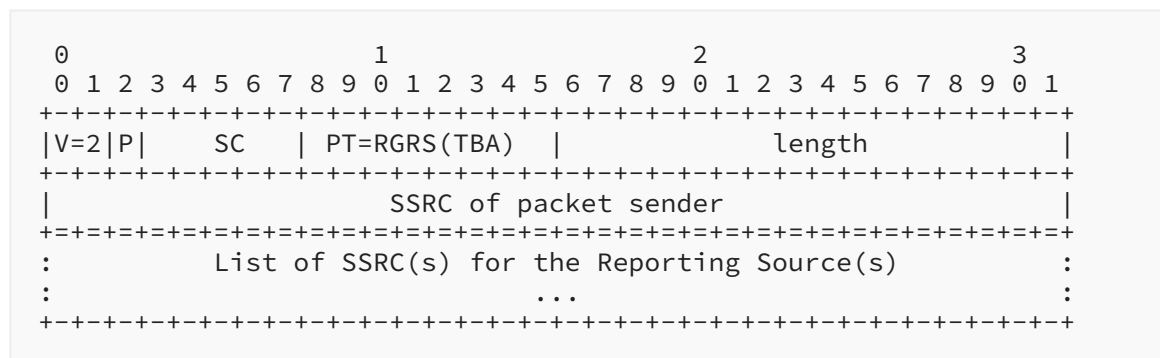 0                   1                   2                   3
 0 1 2 3 4 5 6 7 8 9 0 1 2 3 4 5 6 7 8 9 0 1 2 3 4 5 6 7 8 9 0 1
+-+-+-+-+-+-+-+-+-+-+-+-+-+-+-+-+-+-+-+-+-+-+-+-+-+-+-+-+-+-+-+-+
|V=2|P|    SC   | PT=RGRS(TBA)  |             length            |
+-+-+-+-+-+-+-+-+-+-+-+-+-+-+-+-+-+-+-+-+-+-+-+-+-+-+-+-+-+-+-+-+
|                     SSRC of packet sender                     |
+=+=+=+=+=+=+=+=+=+=+=+=+=+=+=+=+=+=+=+=+=+=+=+=+=+=+=+=+=+=+=+=+
:          List of SSRC(s) for the Reporting Source(s)          :
:                              ...                              :
+-+-+-+-+-+-+-+-+-+-+-+-+-+-+-+-+-+-+-+-+-+-+-+-+-+-+-+-+-+-+-+-+